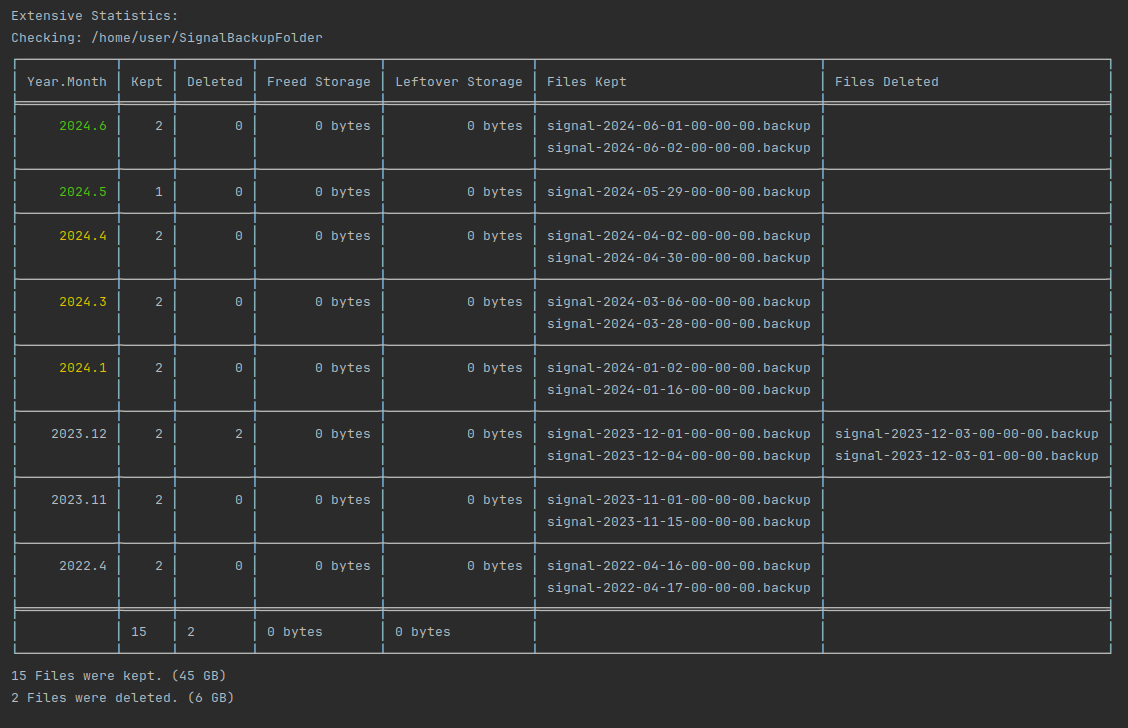 Extensive Statistics:
Checking: /home/user/SignalBackupFolder
Year.Month Kept Deleted Freed Storage Leftover Storage Files Kept Files Deleted
2024.6 2 0 0 bytes 0 bytes signal-2024-06-01-00-00-00.backup
signal-2024-06-02-00-00-00.backup
2024.5 1 0 0 bytes 0 bytes signal-2024-05-29-00-00-00.backup
2024.4 2 0 0 bytes 0 bytes signal-2024-04-02-00-00-00.backup
signal-2024-04-30-00-00-00.backup
2024.3 2 0 0 bytes 0 bytes signal-2024-03-06-00-00-00.backup
signal-2024-03-28-00-00-00.backup
2024.1 2 0 0 bytes 0 bytes signal-2024-01-02-00-00-00.backup
signal-2024-01-16-00-00-00.backup
2023.12 2 2 0 bytes 0 bytes signal-2023-12-01-00-00-00.backup signal-2023-12-03-00-00-00.backup
signal-2023-12-04-00-00-00.backup signal-2023-12-03-01-00-00.backup
2023.11 2 0 0 bytes 0 bytes signal-2023-11-01-00-00-00.backup
signal-2023-11-15-00-00-00.backup
2022.4 2 0 0 bytes 0 bytes signal-2022-04-16-00-00-00.backup
signal-2022-04-17-00-00-00.backup
15 2 0 bytes 0 bytes
15 Files were kept. (45 GB)
2 Files were deleted. (6 GB)